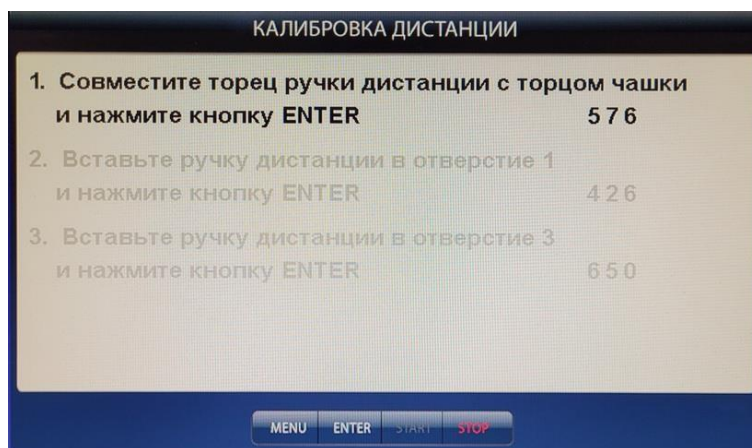 КАЛИБРОВКА ДИСТАНЦИИ
1. Совместите торец ручки дистанции с торцом чашки
и нажмите кнопку ENTER 576
2. Вставьте ручку дистанции в отверстие 1
и нажмите кнопку ENTER 426
3. Вставьте ручку дистанции в отверстие 3
и нажмите кнопку ENTER 650
MENU ENTER START STOP